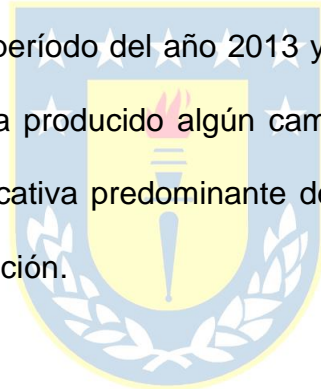 período del año 2013 y
a producido algún cam
cativa predominante de
ción.